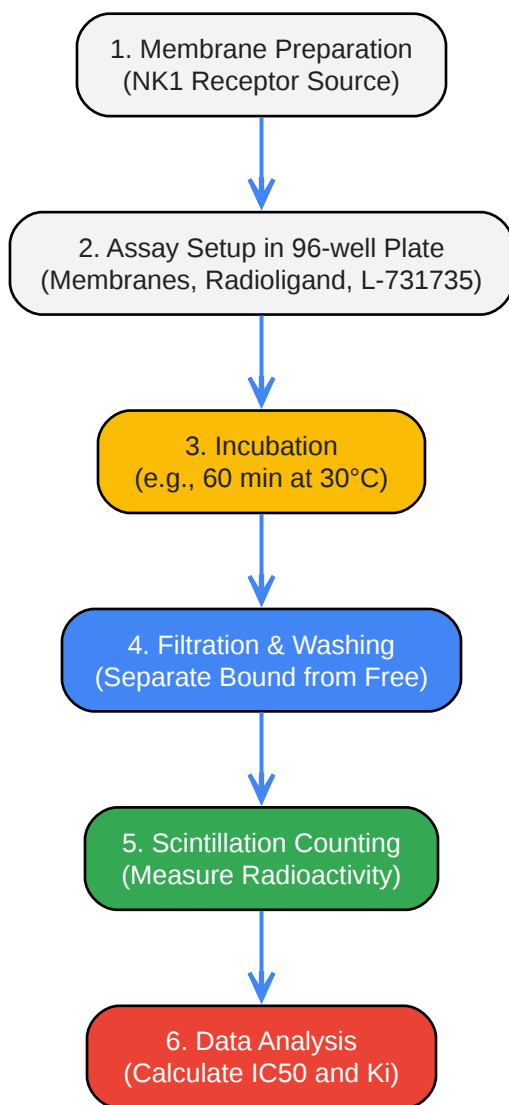 1. Membrane Preparation
(NK1 Receptor Source)
2. Assay Setup in 96-well Plate
(Membranes, Radioligand, L-731735)
3. Incubation
(e.g., 60 min at 30°C)
4. Filtration & Washing
(Separate Bound from Free)
5. Scintillation Counting
(Measure Radioactivity)
6. Data Analysis
(Calculate IC50 and Ki)